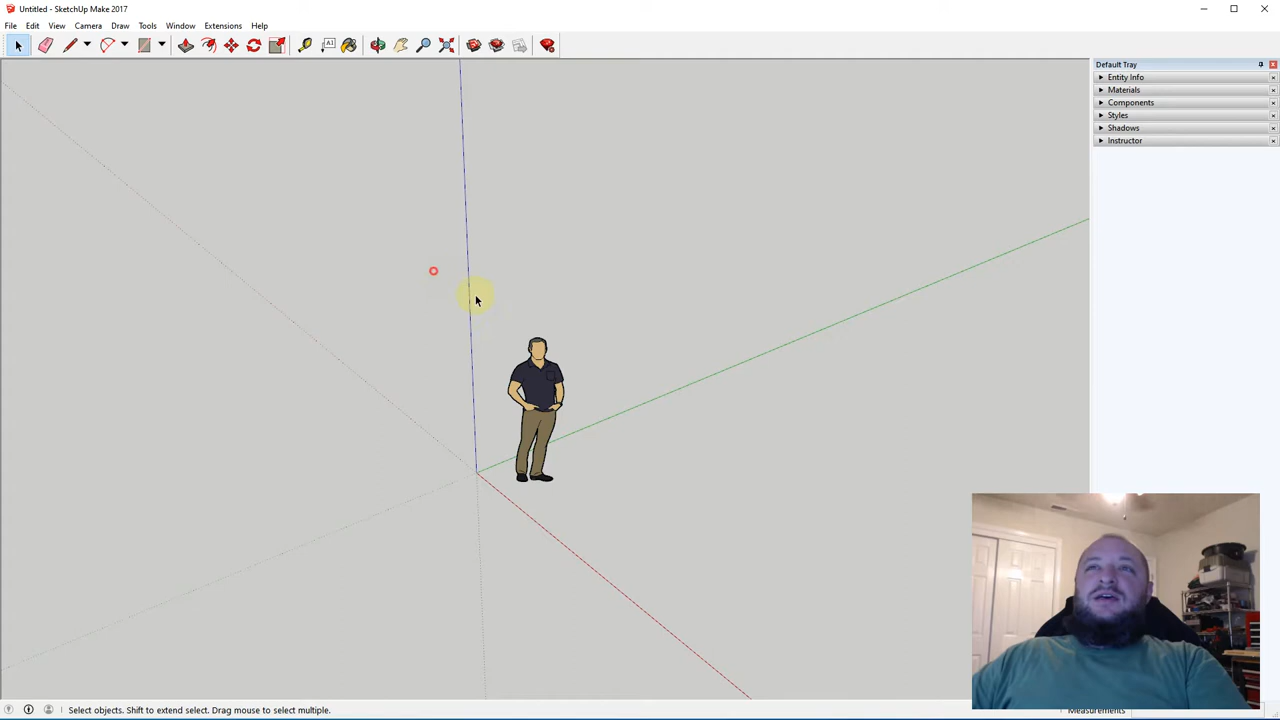 Untitled - SketchUp Make 2017
File Edit View Camera Draw Tools Window Extensions Help
A1
Default Tray
Entity Info
Materials
Components
Styles
Shadows
Instructor
Select objects. Shift to extend select. Drag mouse to select multiple.
Measurements